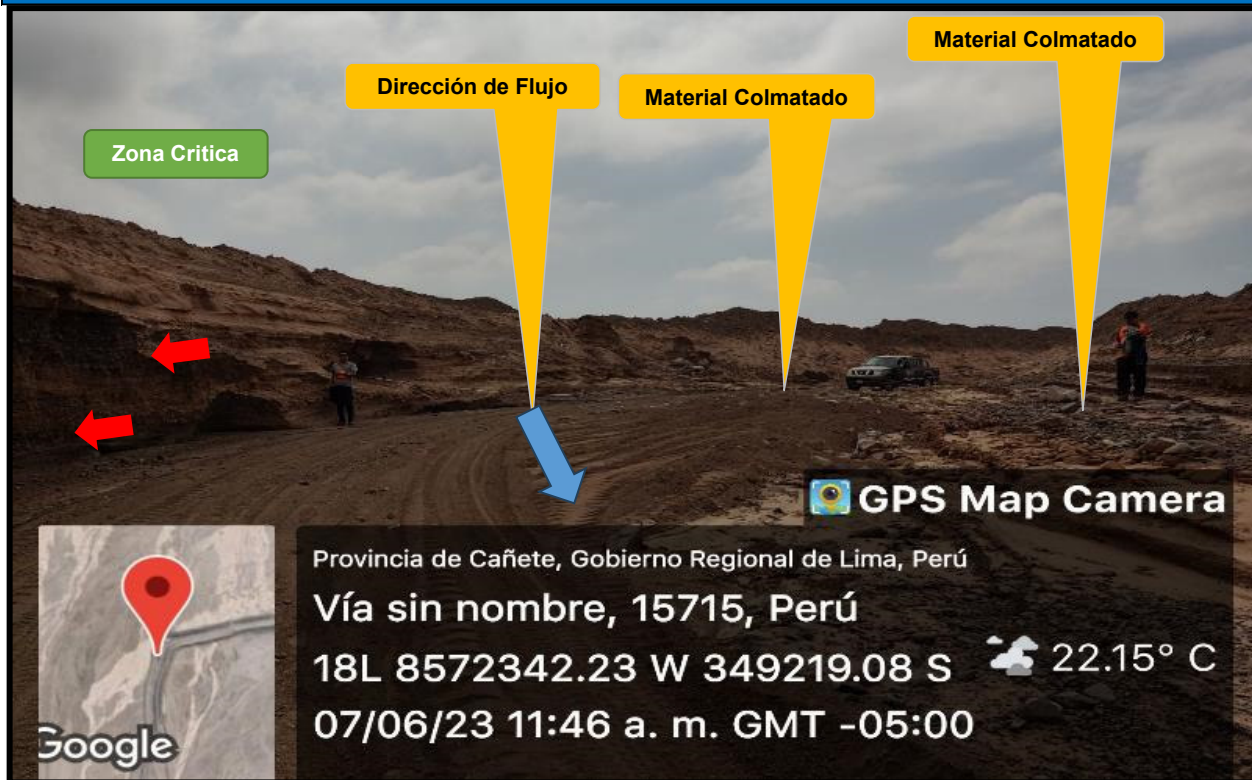 Material Colmatado
Dirección de Flujo
Material Colmatado
Zona Critica
GPS Map Camera
Provincia de Cañete, Gobierno Regional de Lima, Perú
Vía sin nombre, 15715, Perú
18L 8572342.23 W 349219.08 S
22.15° C
07/06/23 11:46 a. m. GMT -05:00
Google